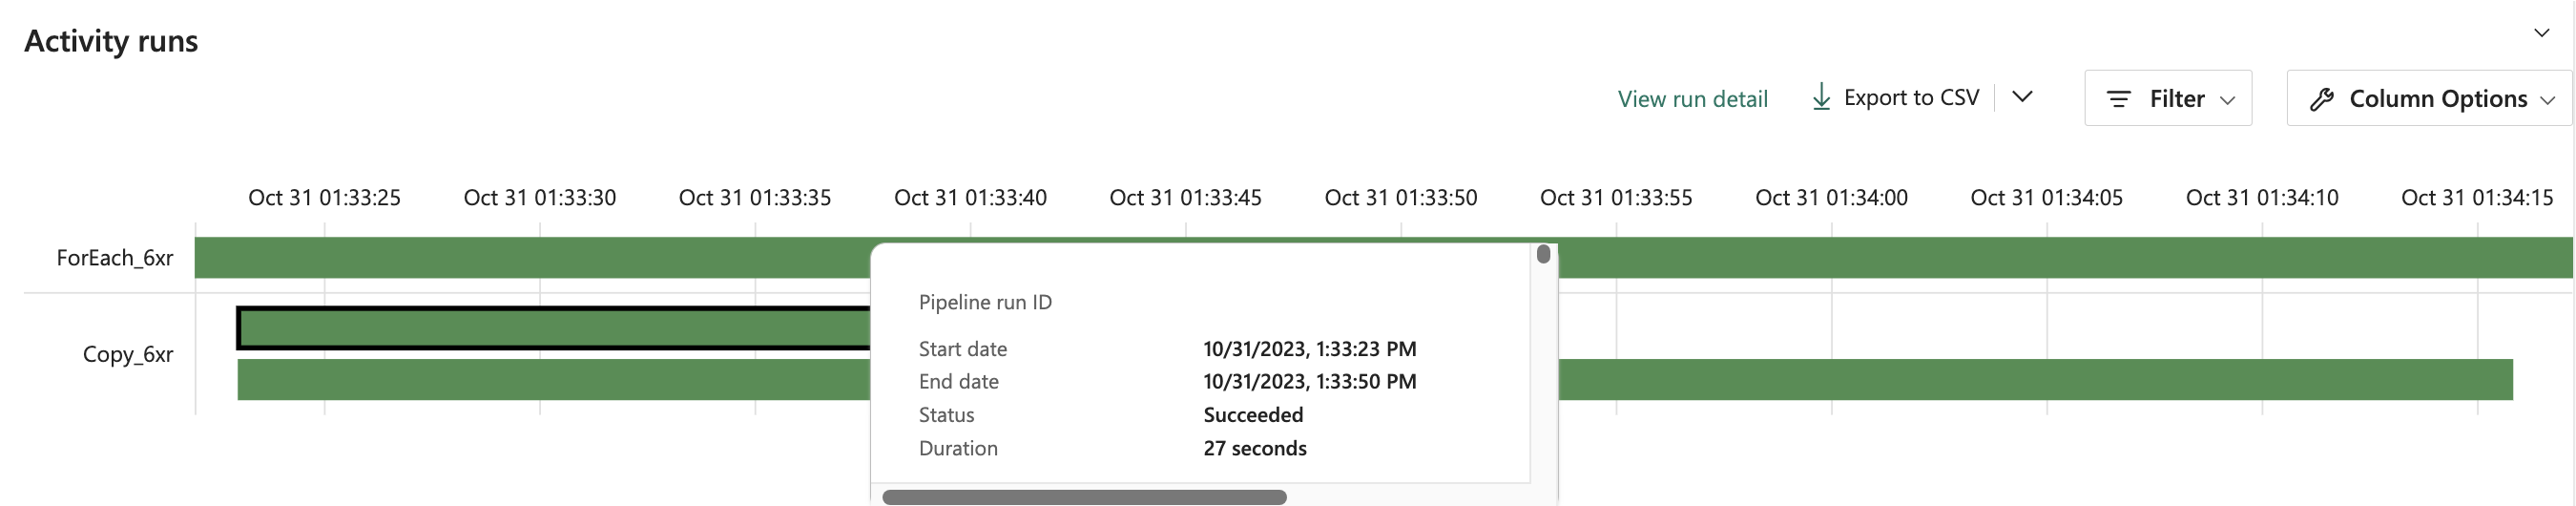 Activity runs
View run detail
Export to CSV
Filter
Column Options
Oct 31 01:33:25
Oct 31 01:33:30
Oct 31 01:33:35
Oct 31 01:33:40
Oct 31 01:33:45
Oct 31 01:33:50
Oct 31 01:33:55
Oct 31 01:34:00
Oct 31 01:34:05
Oct 31 01:34:10
Oct 31 01:34:15
ForEach_6xr
Copy_6xr
Pipeline run ID
Start date 10/31/2023, 1:33:23 PM
End date 10/31/2023, 1:33:50 PM
Status Succeeded
Duration 27 seconds